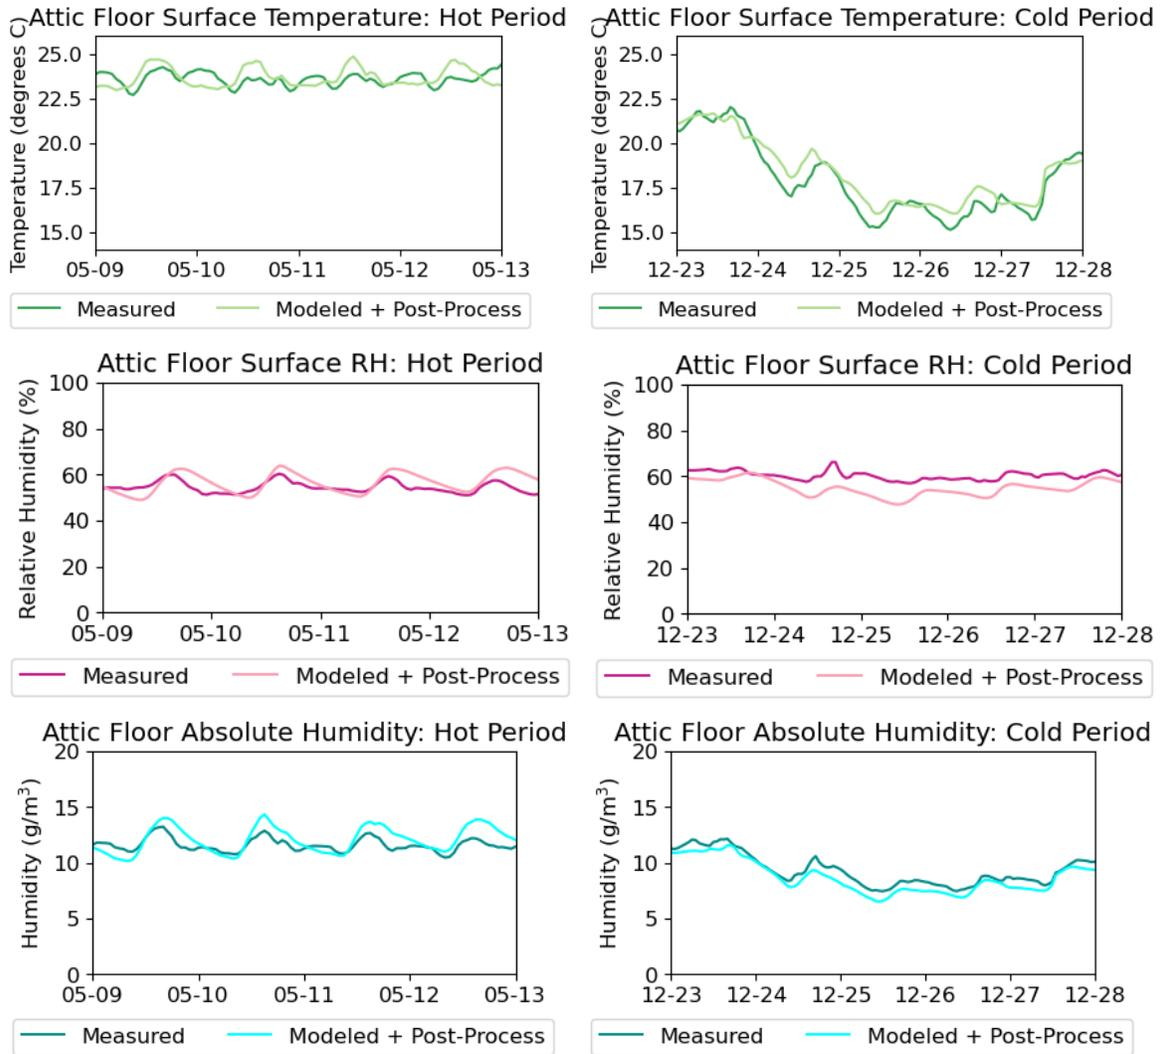 Attic Floor Surface Temperature: Hot Period
Temperature (degrees C)
25.0
22.5
20.0
17.5
15.0
05-09 05-10 05-11 05-12 05-13
Measured Modeled + Post-Process
Attic Floor Surface Temperature: Cold Period
Temperature (degrees C)
25.0
22.5
20.0
17.5
15.0
12-23 12-24 12-25 12-26 12-27 12-28
Measured Modeled + Post-Process
Attic Floor Surface RH: Hot Period
Relative Humidity (%)
100
80
60
40
20
0
05-09 05-10 05-11 05-12 05-13
Measured Modeled + Post-Process
Attic Floor Surface RH: Cold Period
Relative Humidity (%)
100
80
60
40
20
0
12-23 12-24 12-25 12-26 12-27 12-28
Measured Modeled + Post-Process
Attic Floor Absolute Humidity: Hot Period
Humidity (g/m³)
20
15
10
5
0
05-09 05-10 05-11 05-12 05-13
Measured Modeled + Post-Process
Attic Floor Absolute Humidity: Cold Period
Humidity (g/m³)
20
15
10
5
0
12-23 12-24 12-25 12-26 12-27 12-28
Measured Modeled + Post-Process